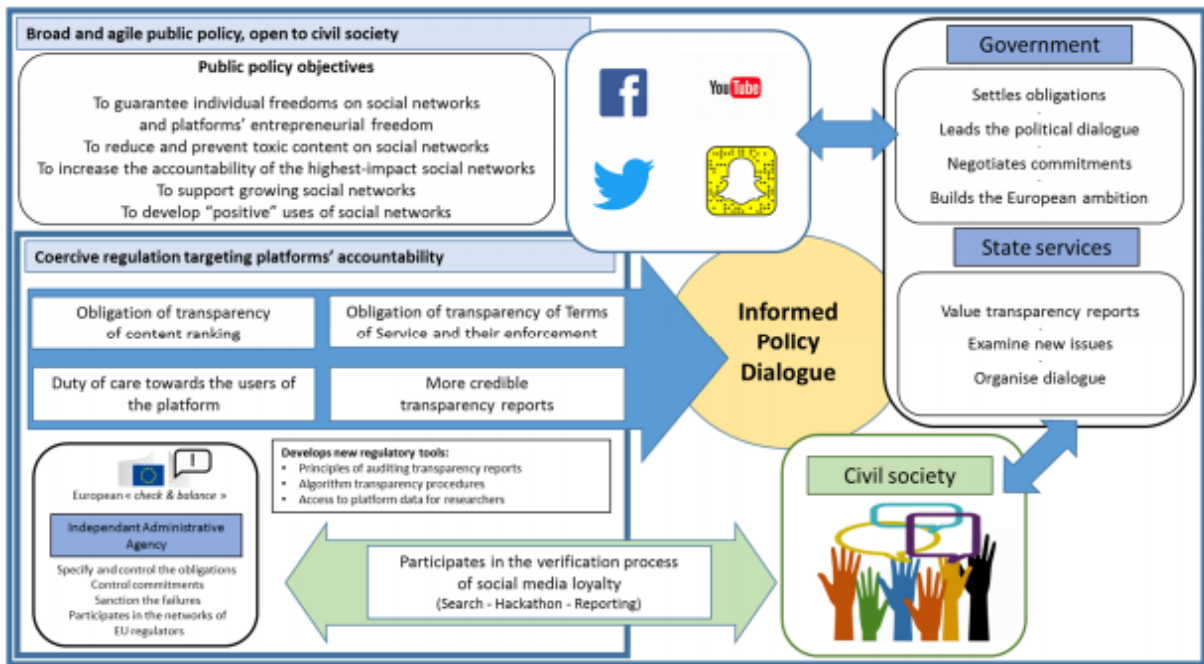 Broad and agile public policy, open to civil society
Public policy objectives
To guarantee individual freedoms on social networks
and platforms' entrepreneurial freedom
To reduce and prevent toxic content on social networks
To increase the accountability of the highest-impact social networks
To support growing social networks
To develop "positive" uses of social networks
f
You Tube
Government
Settles obligations
-
Leads the political dialogue
-
Negotiates commitments
-
Builds the European ambition
State services
Value transparency reports
-
Examine new issues
-
Organise dialogue
Coercive regulation targeting platforms' accountability
Obligation of transparency
of content ranking
Obligation of transparency of Terms
of Service and their enforcement
Duty of care towards the users of
the platform
More credible
transparency reports
Informed
Policy
Dialogue
!
European « check & balance »
Independant Administrative
Agency
Specify and control the obligations
Control commitments
Sanction the failures
Participates in the networks of
EU regulators
Develops new regulatory tools:
• Principles of auditing transparency reports
• Algorithm transparency procedures
• Access to platform data for researchers
Participates in the verification process
of social media loyalty
(Search - Hackathon - Reporting)
Civil society